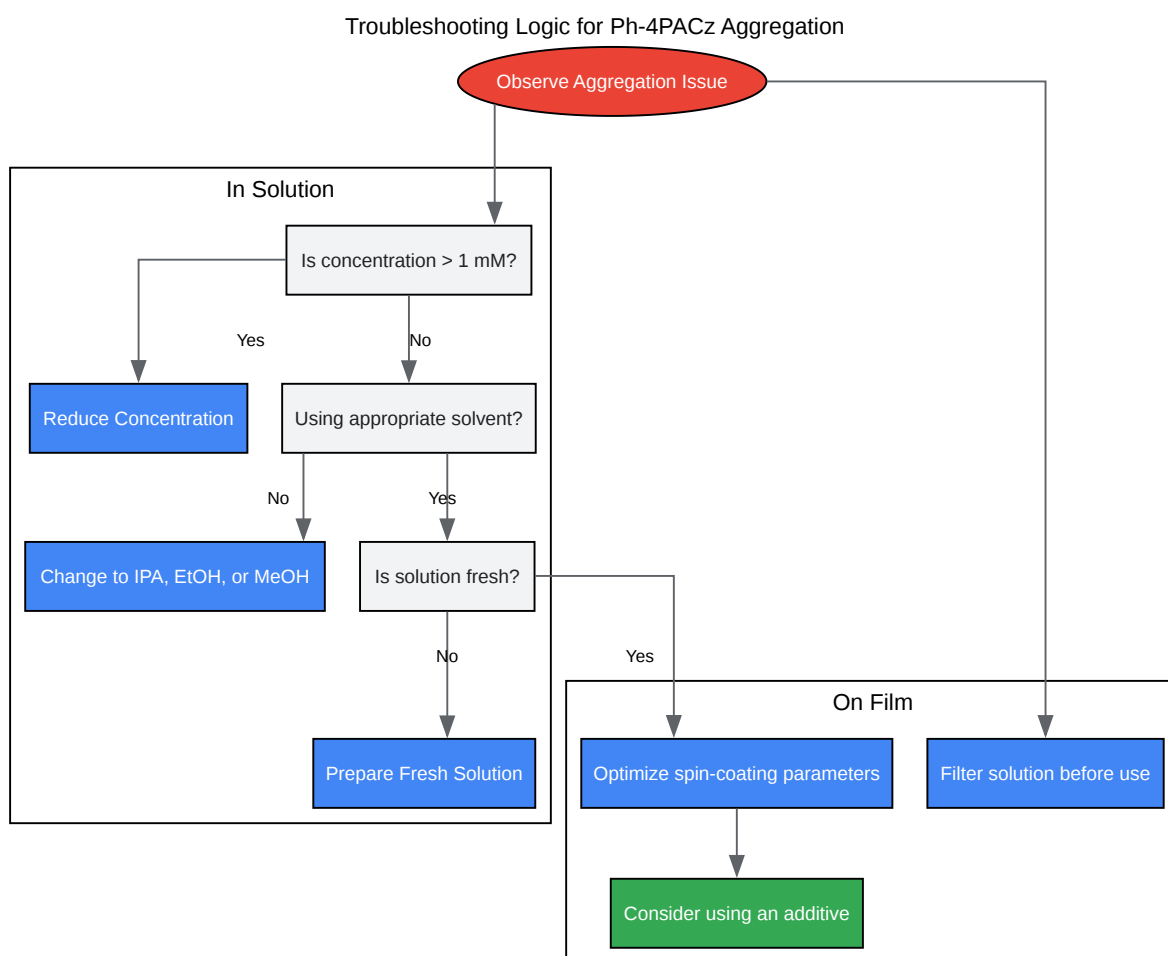 Troubleshooting Logic for Ph-4PACz Aggregation
Observe Aggregation Issue
In Solution
Is concentration > 1 mM?
Yes
No
Reduce Concentration
Using appropriate solvent?
No
Yes
Change to IPA, EtOH, or MeOH
Is solution fresh?
No
Yes
Prepare Fresh Solution
On Film
Optimize spin-coating parameters
Filter solution before use
Consider using an additive